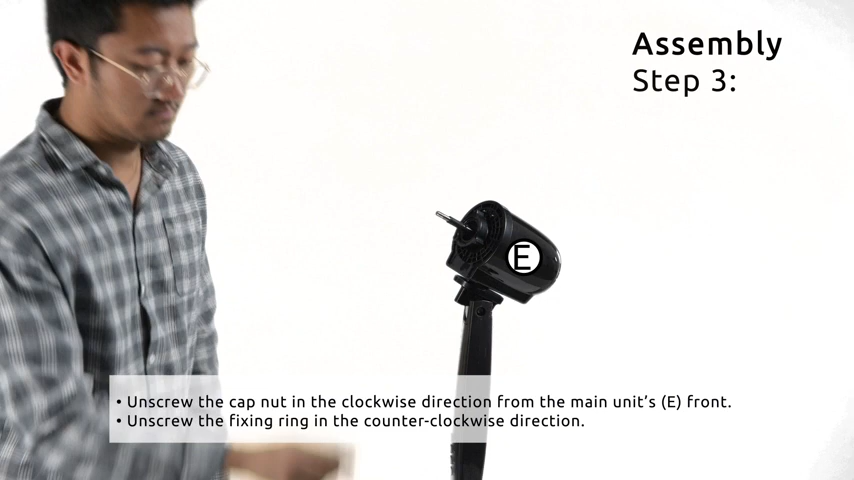 Assembly
Step 3:
E
• Unscrew the cap nut in the clockwise direction from the main unit's (E) front.
• Unscrew the fixing ring in the counter-clockwise direction.